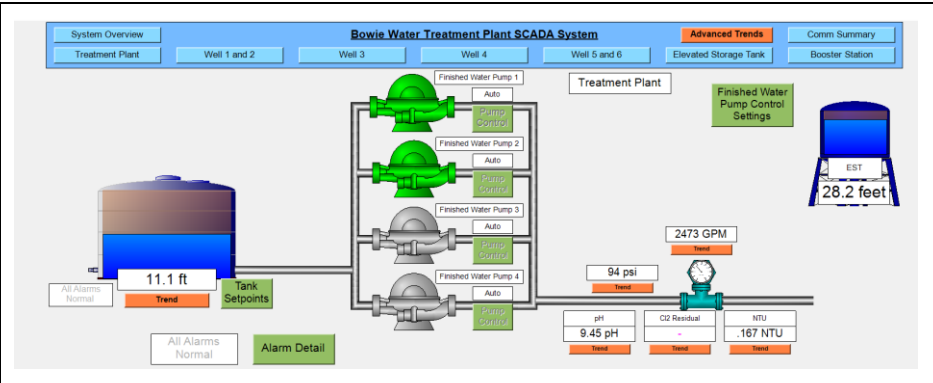 System Overview
Bowie Water Treatment Plant SCADA System
Advanced Trends
Comm Summary
Treatment Plant
Well 1 and 2
Well 3
Well 4
Well 5 and 6
Elevated Storage Tank
Booster Station
Finished Water Pump 1
Auto
Pump
Control
Treatment Plant
Finished Water
Pump Control
Settings
Finished Water Pump 2
Auto
Pump
Control
EST
28.2 feet
Finished Water Pump 3
Auto
Pump
Control
2473 GPM
Trend
11.1 ft
Trend
Tank
Setpoints
All Alarms
Normal
Finished Water Pump 4
Auto
Pump
Control
94 psi
Trend
pH
9.45 pH
Trend
Cl2 Residual
-
Trend
NTU
.167 NTU
Trend
All Alarms
Normal
Alarm Detail